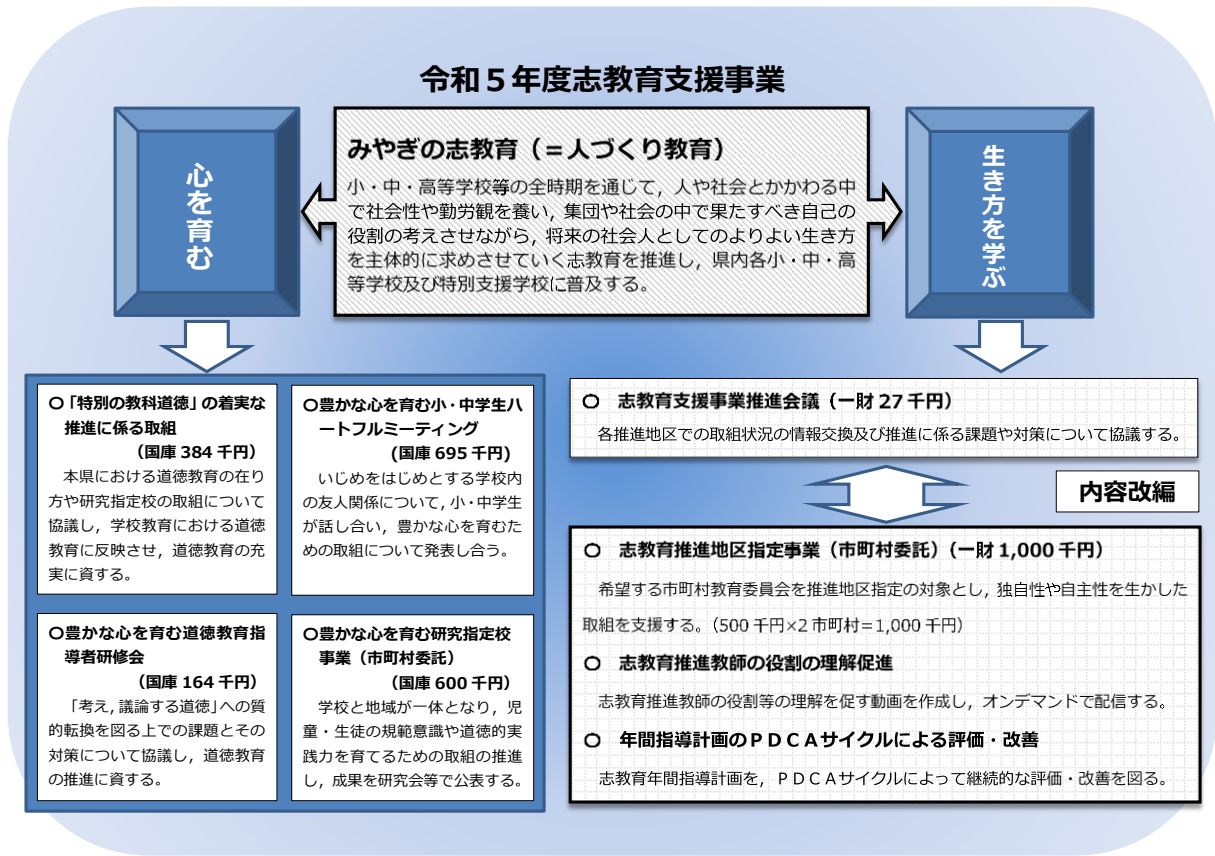 令和５年度志教育支援事業
心を育む
みやぎの志教育（＝人づくり教育）
小・中・高等学校等の全時期を通じて，人や社会とかかわる中
で社会性や勤労観を養い，集団や社会の中で果たすべき自己の
役割の考えさせながら，将来の社会人としてのよりよい生き方
を主体的に求めさせていく志教育を推進し，県内各小・中・高
等学校及び特別支援学校に普及する。
生き方を学ぶ
〇「特別の教科道徳」の着実な
推進に係る取組
（国庫 384 千円）
本県における道徳教育の在り
方や研究指定校の取組について
協議し，学校教育における道徳
教育に反映させ，道徳教育の充
実に資する。
〇豊かな心を育む小・中学生ハ
ートフルミーティング
（国庫 695 千円)
いじめをはじめとする学校内
の友人関係について，小・中学生
が話し合い，豊かな心を育むた
めの取組について発表し合う。
〇豊かな心を育む道徳教育指
導者研修会
（国庫 164 千円）
「考え，議論する道徳」への質
的転換を図る上での課題とその
対策について協議し，道徳教育
の推進に資する。
〇豊かな心を育む研究指定校
事業（市町村委託）
（国庫 600 千円）
学校と地域が一体となり，児
童・生徒の規範意識や道徳的実
践力を育てるための取組の推進
し，成果を研究会等で公表する。
〇　志教育支援事業推進会議（一財 27 千円）
各推進地区での取組状況の情報交換及び推進に係る課題や対策について協議する。
内容改編
〇　志教育推進地区指定事業（市町村委託）（一財 1,000 千円）
希望する市町村教育委員会を推進地区指定の対象とし，独自性や自主性を生かした
取組を支援する。（500 千円×2 市町村＝1,000 千円）
〇　志教育推進教師の役割の理解促進
志教育推進教師の役割等の理解を促す動画を作成し，オンデマンドで配信する。
〇　年間指導計画のＰＤＣＡサイクルによる評価・改善
志教育年間指導計画を，ＰＤＣＡサイクルによって継続的な評価・改善を図る。